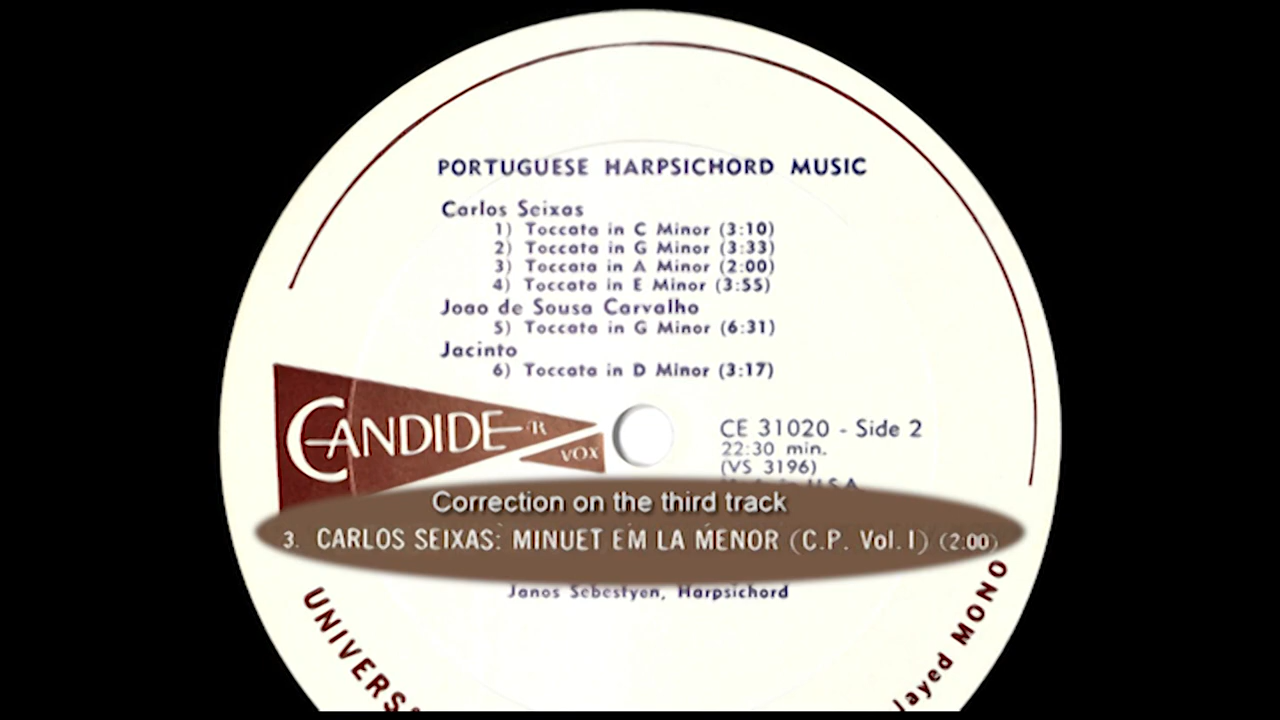 PORTUGUESE HARPSICHORD MUSIC
Carlos Seixas
1) Toccata in C Minor (3:10)
2) Toccata in G Minor (3:33)
3) Toccata in A Minor (2:00)
4) Toccata in E Minor (3:55)
Joao de Sousa Carvalho
5) Toccata in G Minor (6:31)
Jacinto
6) Toccata in D Minor (3:17)
CANDIDE R
VOX
CE 31020 - Side 2
22:30 min.
(VS 3196)
U.S.A.
Correction on the third track
3. CARLOS SEIXAS: MINUET EM LA MENOR (C.P. Vol. I) (2:00)
Janos Sebestyen, Harpsichord
UNIVERS
layed MONO